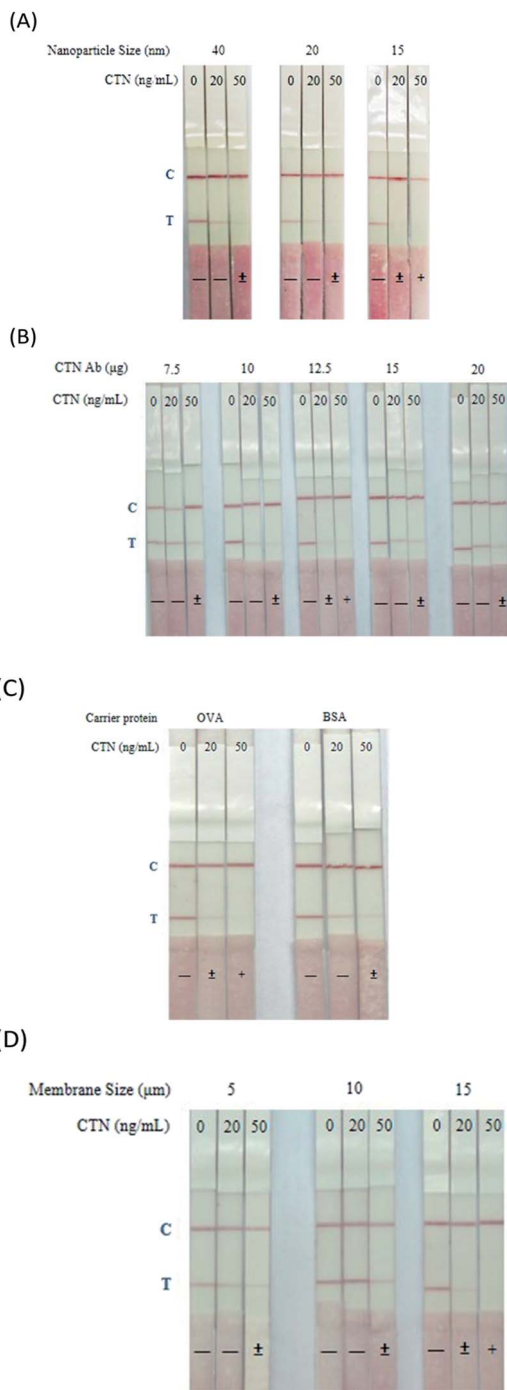 (A)
Nanoparticle Size (nm) 40 20 15
CTN (ng/mL) 0 20 50 0 20 50 0 20 50
C
T
— — ± — — ± — ± +
(B)
CTN Ab (μg) 7.5 10 12.5 15 20
CTN (ng/mL) 0 20 50 0 20 50 0 20 50 0 20 50 0 20 50
C
T
— — ± — — ± — ± + — — ± — — ±
(C)
Carrier protein OVA BSA
CTN (ng/mL) 0 20 50 0 20 50
C
T
— ± + — — ±
(D)
Membrane Size (μm) 5 10 15
CTN (ng/mL) 0 20 50 0 20 50 0 20 50
C
T
— — ± — — ± — ± +